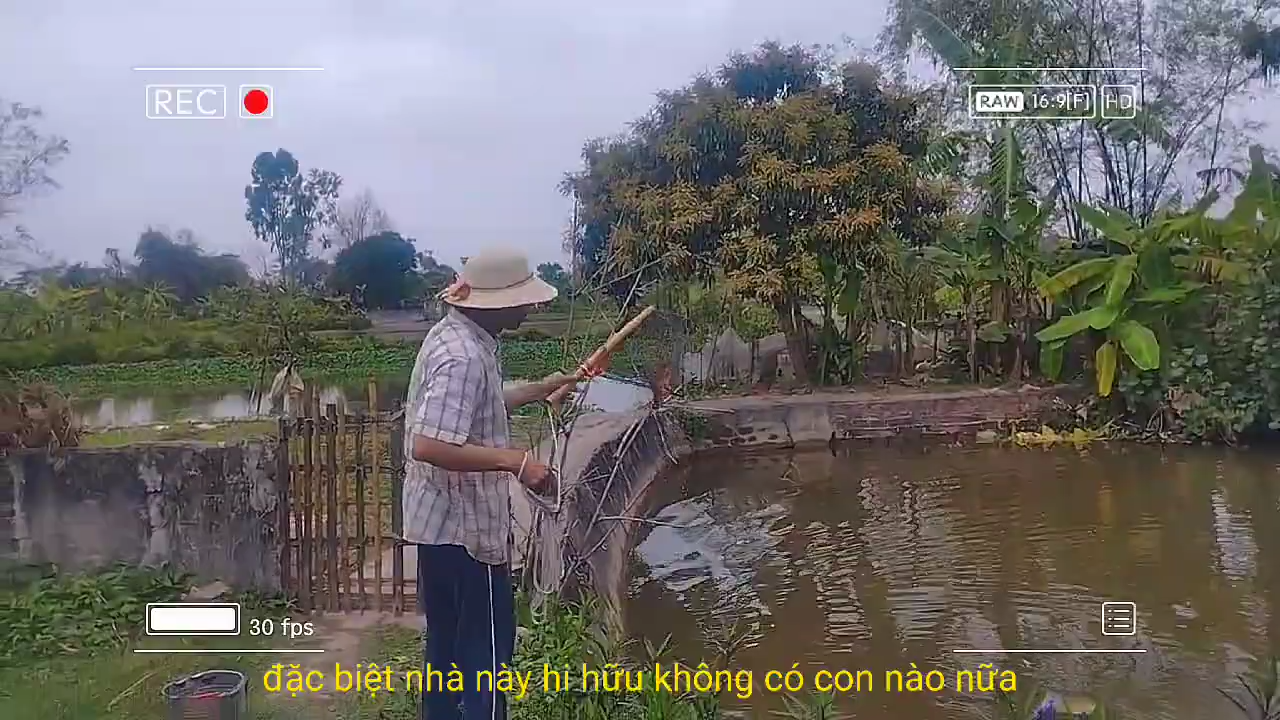 REC
RAW 16:9[F] HD
30 fps
đặc biệt nhà này hi hữu không có con nào nữa